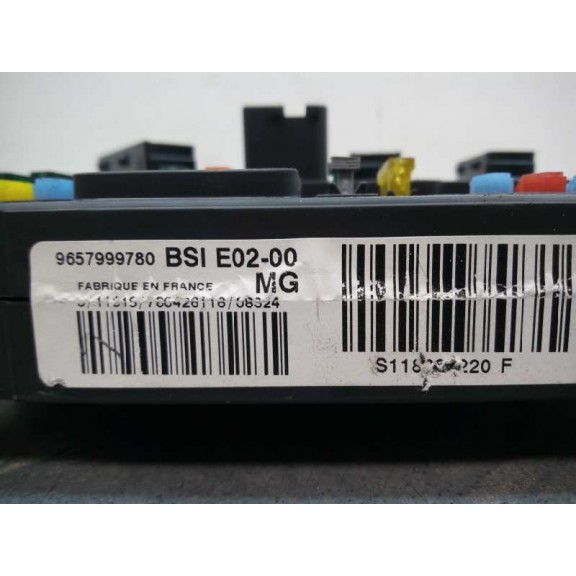 9657999780 BSI E02-00
FABRIQUE EN FRANCE MG
F